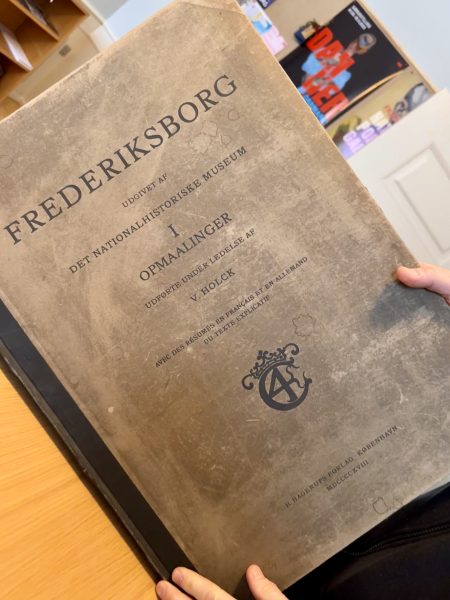 FREDERIKSBORG
UDGIVET AF
DET NATIONALHISTORISKE MUSEUM
I
OPMAALINGER
UDFØRTE UNDER LEDELSE AF
V. HOLCK
AVEC DES RÉSUMÉS EN FRANÇAIS ET EN ALLEMAND
DU TEXTE EXPLICATIF
C4
H. HAGERUPS FORLAG, KØBENHAVN
MDCCCCXVIII